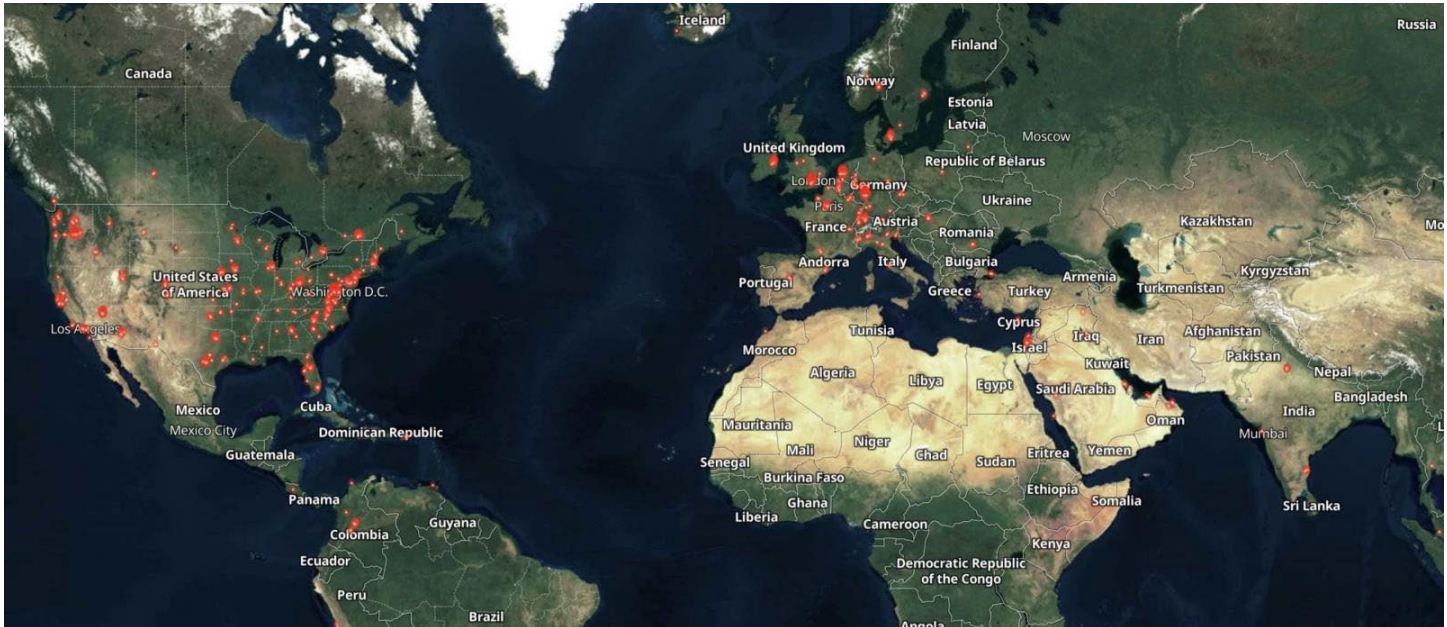 Iceland
Russia
Finland
Canada
Norway
Estonia
Latvia
Moscow
United Kingdom
Republic of Belarus
London
Germany
Ukraine
Paris
Kazakhstan
Mo
France
Austria
Romania
Andorra
Italy
Bulgaria
Armenia
Kyrgyzstan
United States
of America
Washington D.C.
Portugal
Greece
Turkey
Turkmenistan
Los Angeles
Tunisia
Cyprus
Iraq
Iran
Afghanistan
Morocco
Israel
Kuwait
Pakistan
Nepal
Algeria
Libya
Egypt
Saudi Arabia
Bangladesh
Mexico
Cuba
Oman
India
Mexico City
Mauritania
Dominican Republic
Mumbai
Guatemala
Mali
Niger
Chad
Sudan
Eritrea
Yemen
Senegal
Burkina Faso
Ethiopia
Panama
Ghana
Somalia
Sri Lanka
Guyana
Liberia
Cameroon
Colombia
Kenya
Ecuador
Democratic Republic
of the Congo
Peru
Brazil
Angola